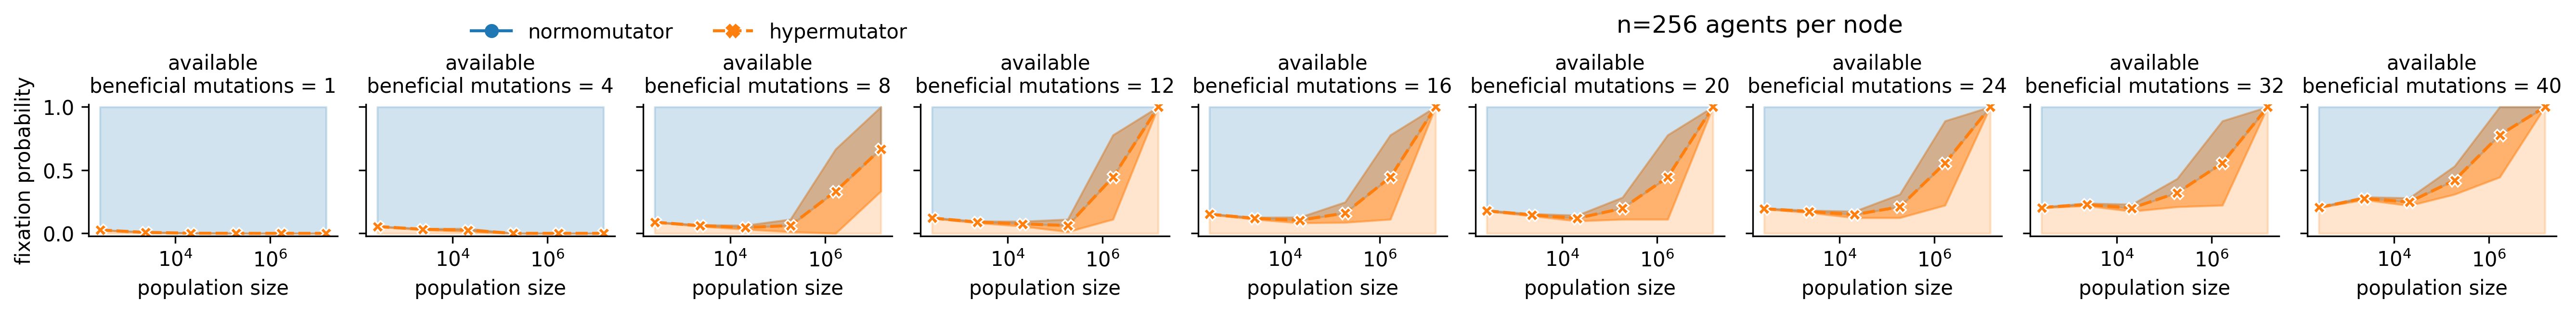 normomutator
hypermutator
n=256 agents per node
available
beneficial mutations = 1
available
beneficial mutations = 4
available
beneficial mutations = 8
available
beneficial mutations = 12
available
beneficial mutations = 16
available
beneficial mutations = 20
available
beneficial mutations = 24
available
beneficial mutations = 32
available
beneficial mutations = 40
fixation probability
1.0
0.5
0.0
10⁴ 10⁶
population size
10⁴ 10⁶
population size
10⁴ 10⁶
population size
10⁴ 10⁶
population size
10⁴ 10⁶
population size
10⁴ 10⁶
population size
10⁴ 10⁶
population size
10⁴ 10⁶
population size
10⁴ 10⁶
population size